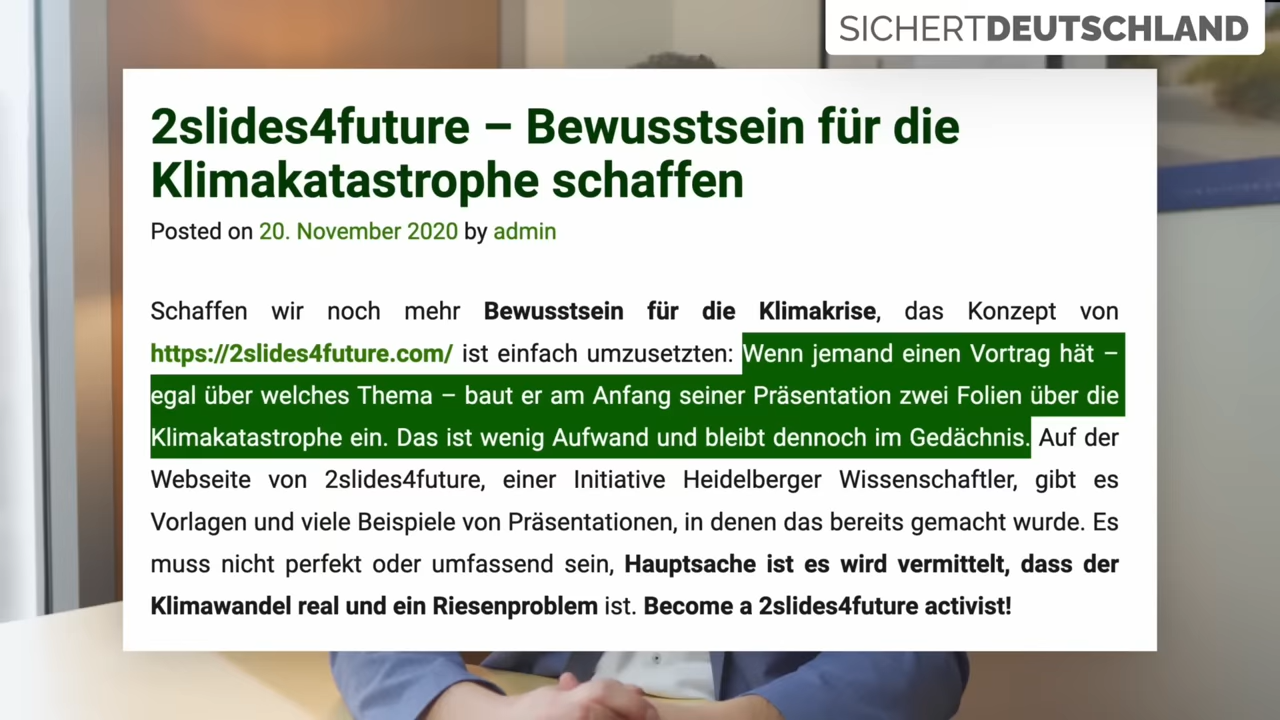 SICHERTDEUTSCHLAND
2slides4future – Bewusstsein für die
Klimakatastrophe schaffen
Posted on 20. November 2020 by admin
Schaffen wir noch mehr Bewusstsein für die Klimakrise, das Konzept von
https://2slides4future.com/ ist einfach umzusetzten: Wenn jemand einen Vortrag hät –
egal über welches Thema – baut er am Anfang seiner Präsentation zwei Folien über die
Klimakatastrophe ein. Das ist wenig Aufwand und bleibt dennoch im Gedächnis. Auf der
Webseite von 2slides4future, einer Initiative Heidelberger Wissenschaftler, gibt es
Vorlagen und viele Beispiele von Präsentationen, in denen das bereits gemacht wurde. Es
muss nicht perfekt oder umfassend sein, Hauptsache ist es wird vermittelt, dass der
Klimawandel real und ein Riesenproblem ist. Become a 2slides4future activist!